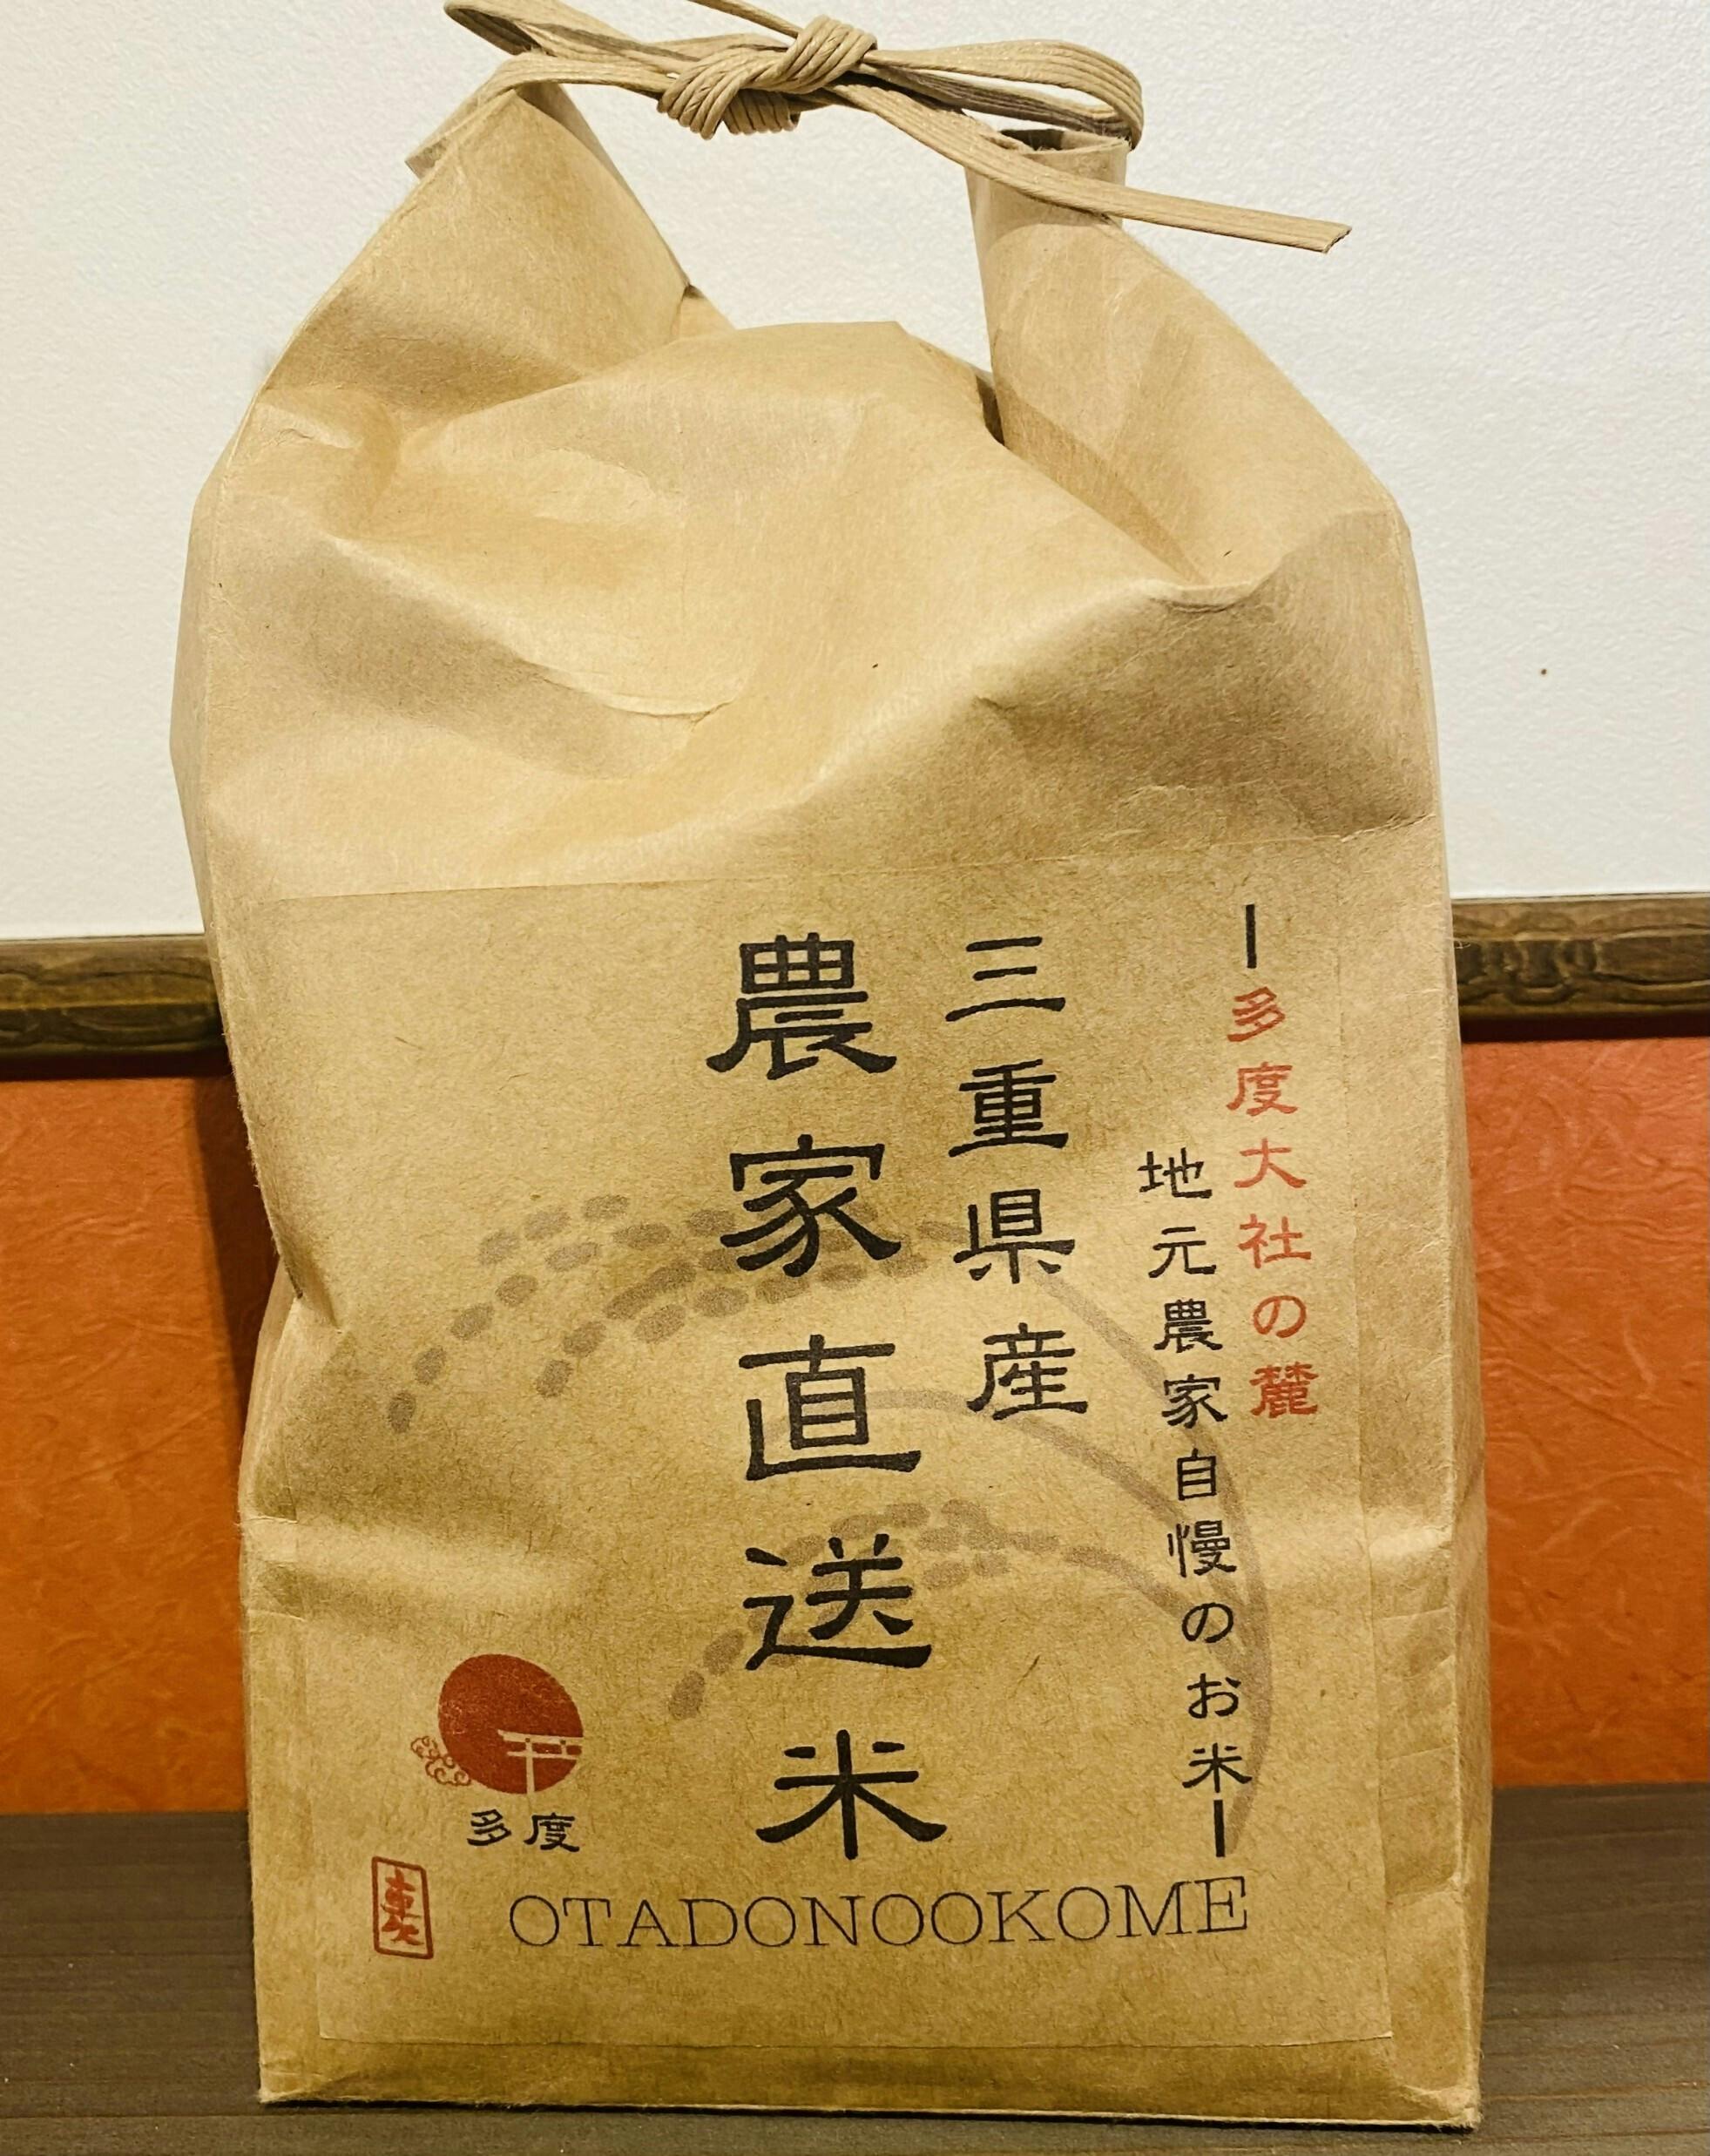 ー多度大社の麓
地元農家自慢のお米ー
三重県産
農家直送米
多度
OTADONOOKOME